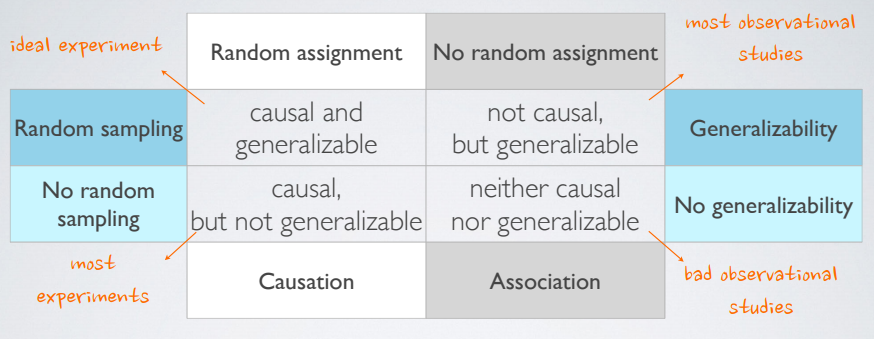 ideal experiment
Random assignment
No random assignment
most observational
studies
Random sampling
causal and
generalizable
not causal,
but generalizable
Generalizability
No random
sampling
causal,
but not generalizable
neither causal
nor generalizable
No generalizability
most
experiments
Causation
Association
bad observational
studies